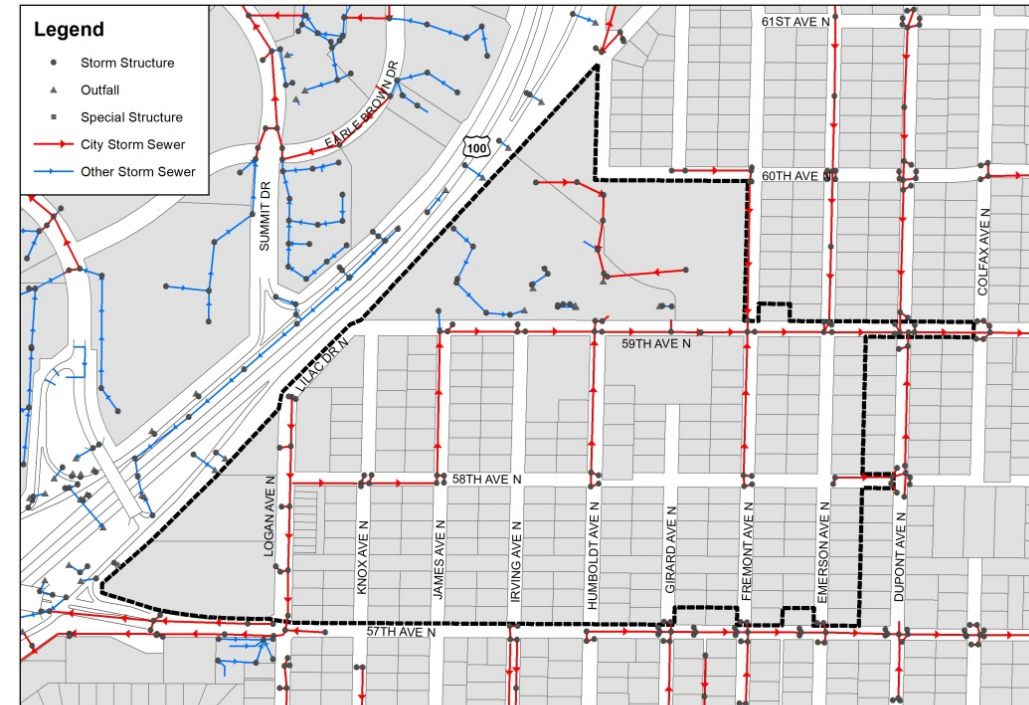 Legend
Storm Structure
Outfall
Special Structure
City Storm Sewer
Other Storm Sewer
61ST AVE N
EARLE BROWN DR
100
60TH AVE N
SUMMIT DR
COLFAX AVE N
59TH AVE N
LILAC DR N
58TH AVE N
LOGAN AVE N
KNOX AVE N
JAMES AVE N
IRVING AVE N
HUMBOLDT AVE N
GIRARD AVE N
FREMONT AVE N
EMERSON AVE N
DUPONT AVE N
57TH AVE N